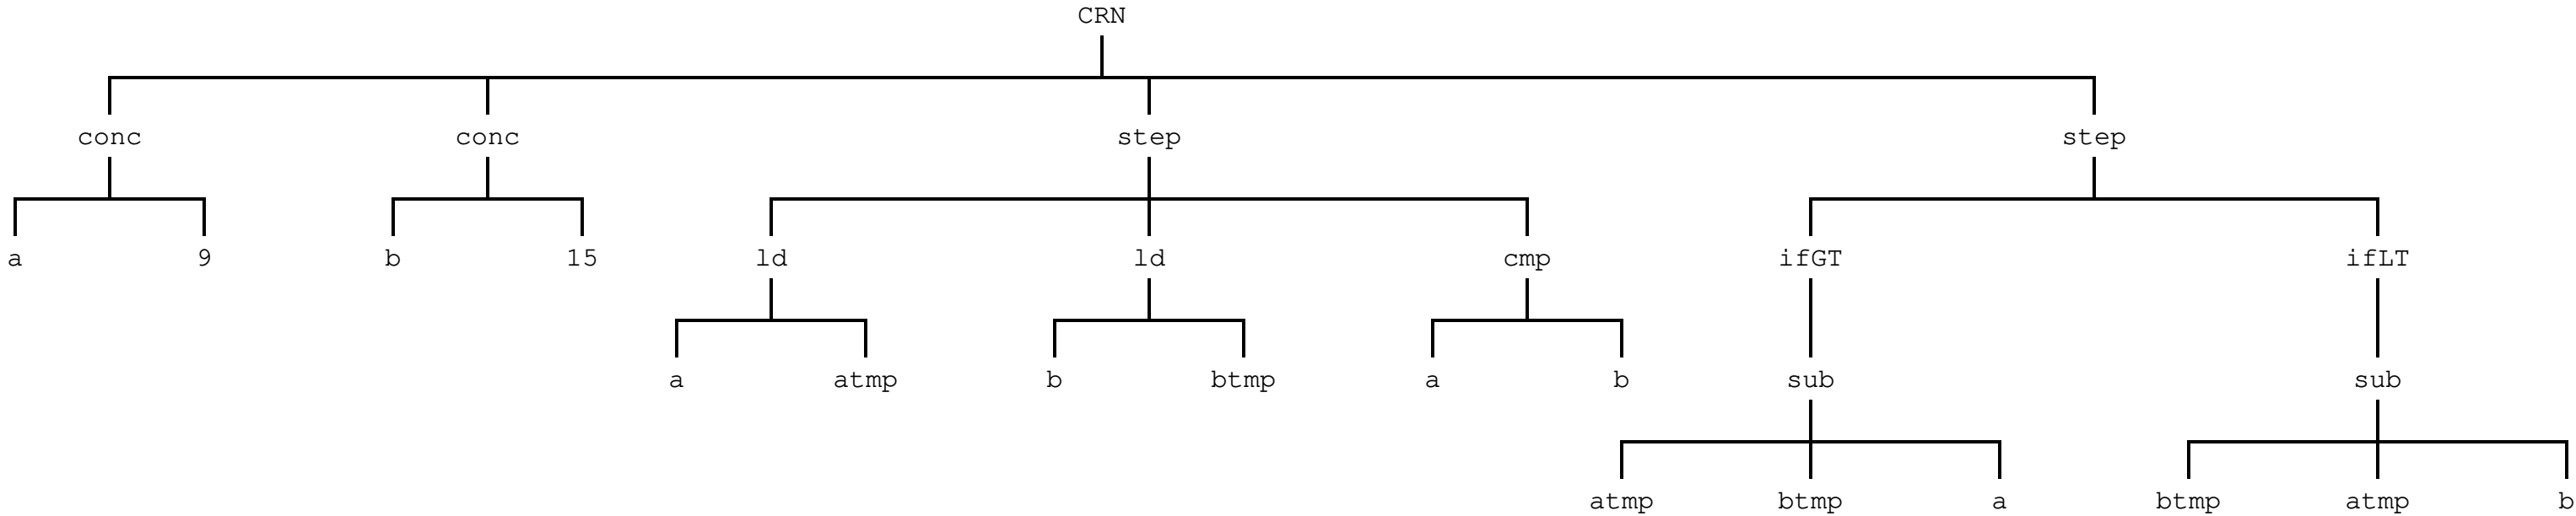 CRN
conc conc step step
a 9 b 15 ld ld cmp ifGT ifLT
a atmp b btmp a b sub sub
atmp btmp a btmp atmp b